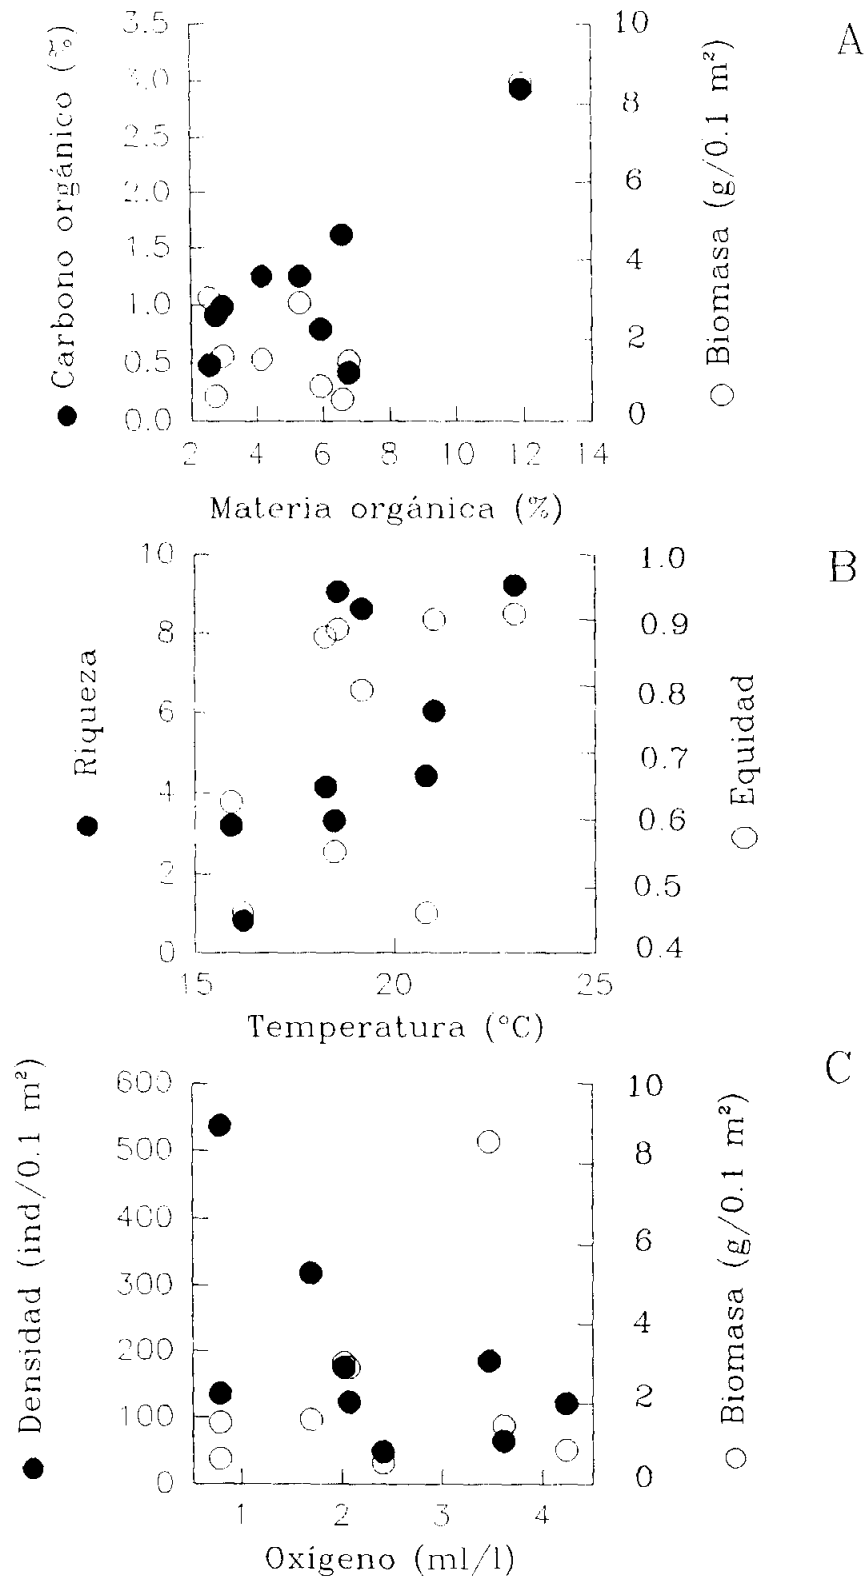 A
● Carbono orgánico (%)
3.5
3.0
2.5
2.0
1.5
1.0
0.5
0.0
10
8
6
4
2
0
○ Biomasa (g/0.1 m²)
2 4 6 8 10 12 14
Materia orgánica (%)
B
● Riqueza
10
8
6
4
2
0
1.0
0.9
0.8
0.7
0.6
0.5
0.4
○ Equidad
15 20 25
Temperatura (°C)
C
● Densidad (ind/0.1 m²)
600
500
400
300
200
100
0
10
8
6
4
2
0
○ Biomasa (g/0.1 m²)
1 2 3 4
Oxígeno (ml/l)